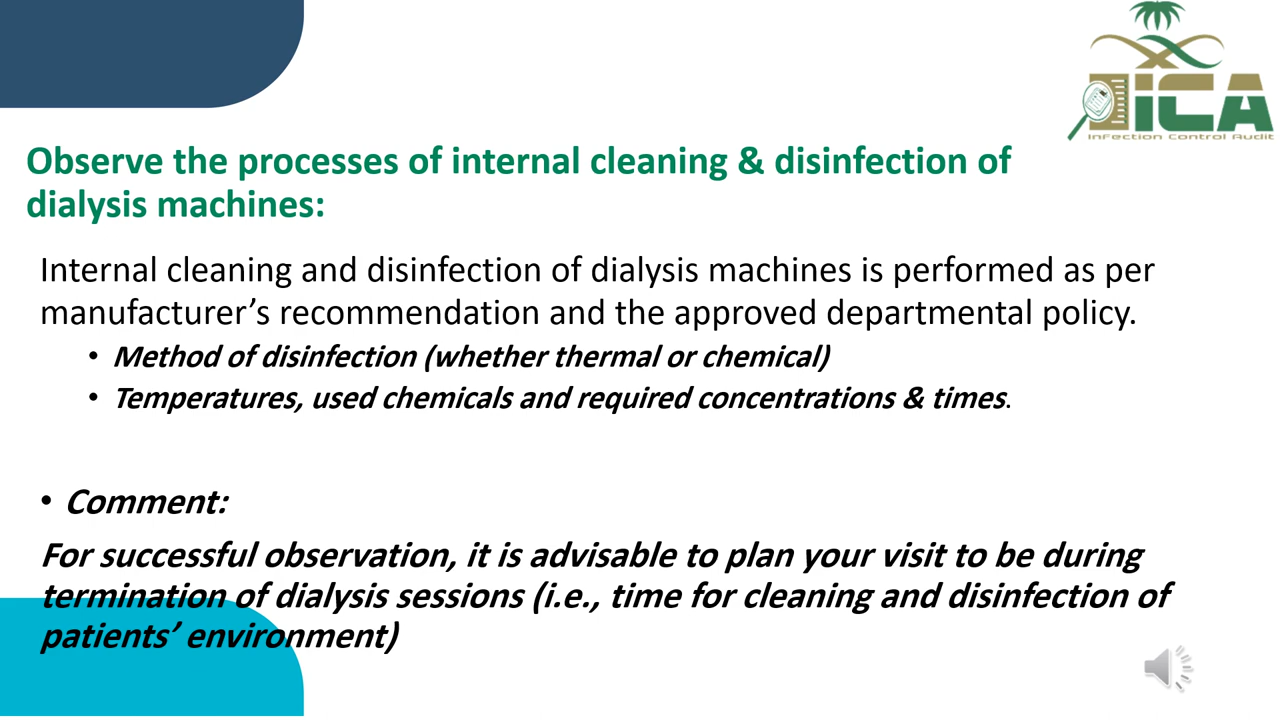 iCA
Infection Control Audit
Observe the processes of internal cleaning & disinfection of
dialysis machines:
Internal cleaning and disinfection of dialysis machines is performed as per
manufacturer’s recommendation and the approved departmental policy.
• Method of disinfection (whether thermal or chemical)
• Temperatures, used chemicals and required concentrations & times.
• Comment:
For successful observation, it is advisable to plan your visit to be during
termination of dialysis sessions (i.e., time for cleaning and disinfection of
patients’ environment)